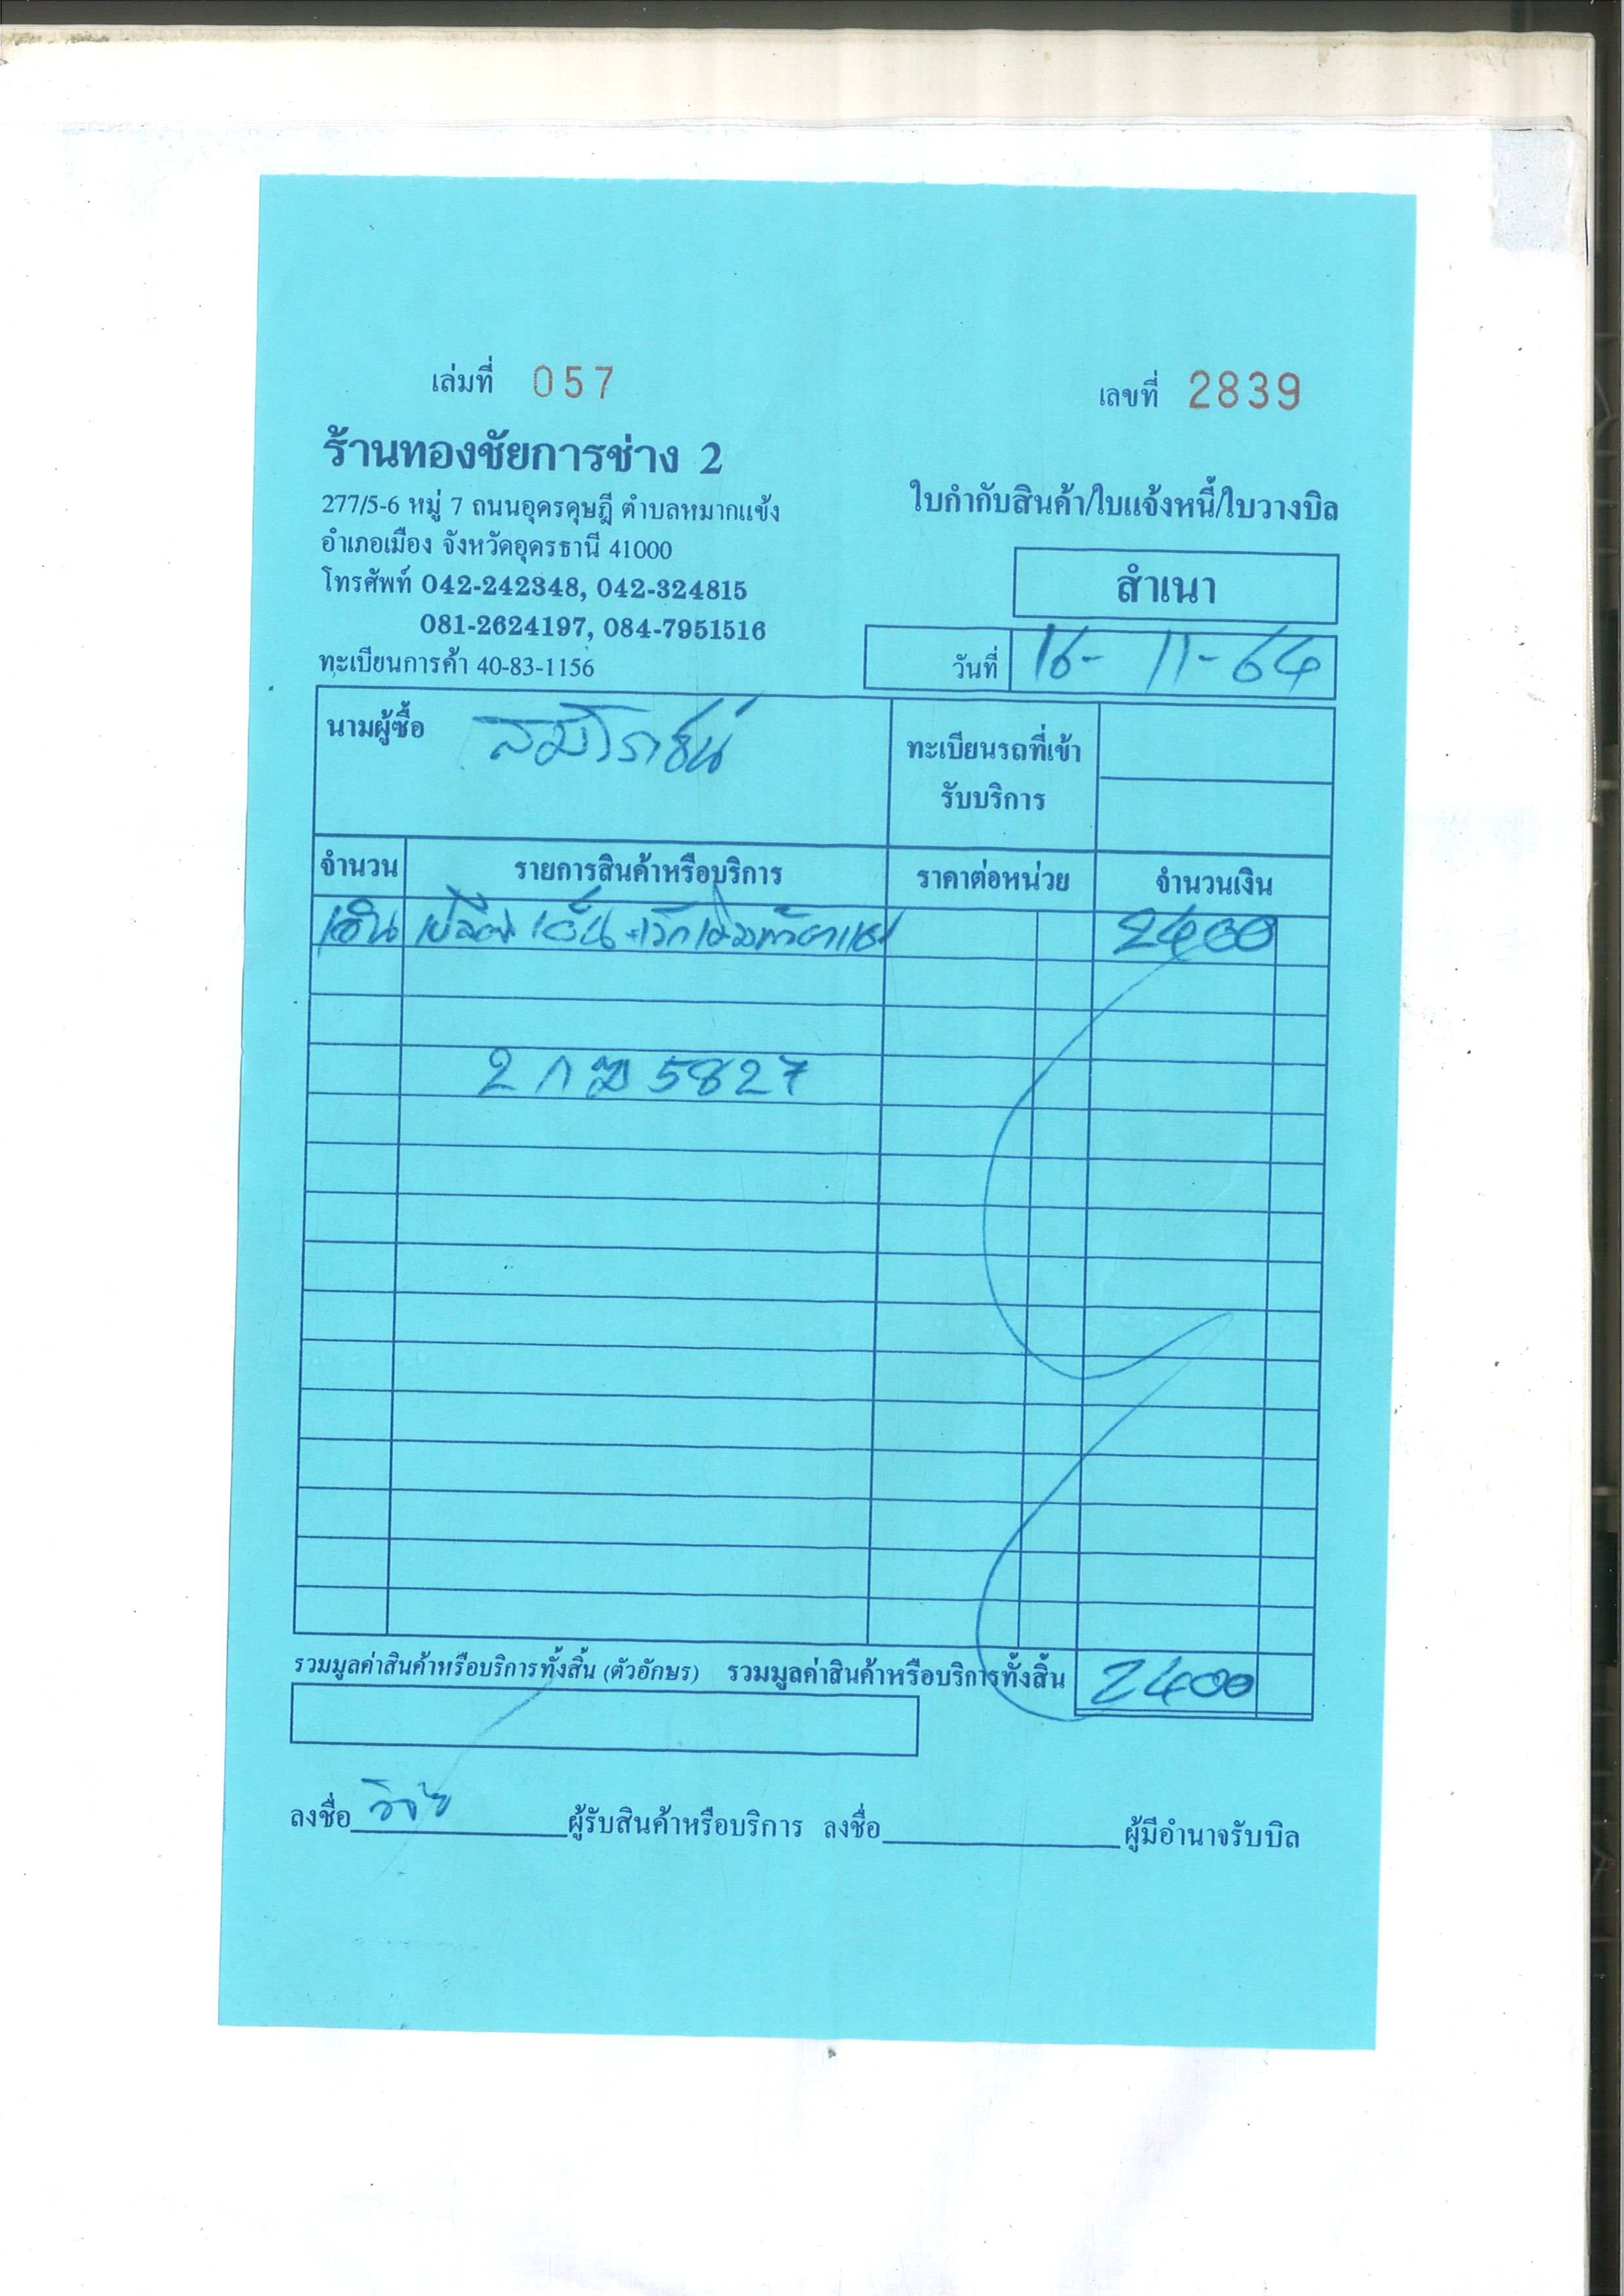 เล่มที่ 057
เลขที่ 2839
ร้านทองชัยการช่าง 2
277/5-6 หมู่ 7 ถนนอุดรดุษฎี ตำบลหมากแข้ง
อำเภอเมือง จังหวัดอุดรธานี 41000
โทรศัพท์ 042-242348, 042-324815
081-2624197, 084-7951516
ทะเบียนการค้า 40-83-1156
ใบกำกับสินค้า/ใบแจ้งหนี้/ใบวางบิล
สำเนา
วันที่ 16-11-64
นามผู้ซื้อ
ทะเบียนรถที่เข้า
รับบริการ
จำนวน รายการสินค้าหรือบริการ ราคาต่อหน่วย จำนวนเงิน
2400
5827
รวมมูลค่าสินค้าหรือบริการทั้งสิ้น (ตัวอักษร) รวมมูลค่าสินค้าหรือบริการทั้งสิ้น 2400
ลงชื่อ วิชัย ผู้รับสินค้าหรือบริการ ลงชื่อ ผู้มีอำนาจรับบิล